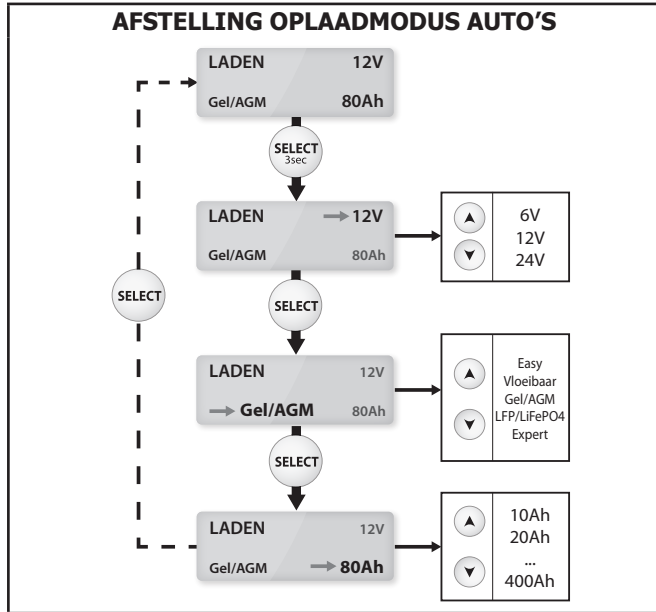 AFSTELLING OPLAADMODUS AUTO'S
LADEN 12V
Gel/AGM 80Ah
SELECT
3sec
LADEN → 12V
Gel/AGM 80Ah
6V
12V
24V
SELECT
SELECT
LADEN 12V
→ Gel/AGM 80Ah
Easy
Vloeibaar
Gel/AGM
LFP/LiFePO4
Expert
SELECT
LADEN 12V
Gel/AGM → 80Ah
10Ah
20Ah
...
400Ah